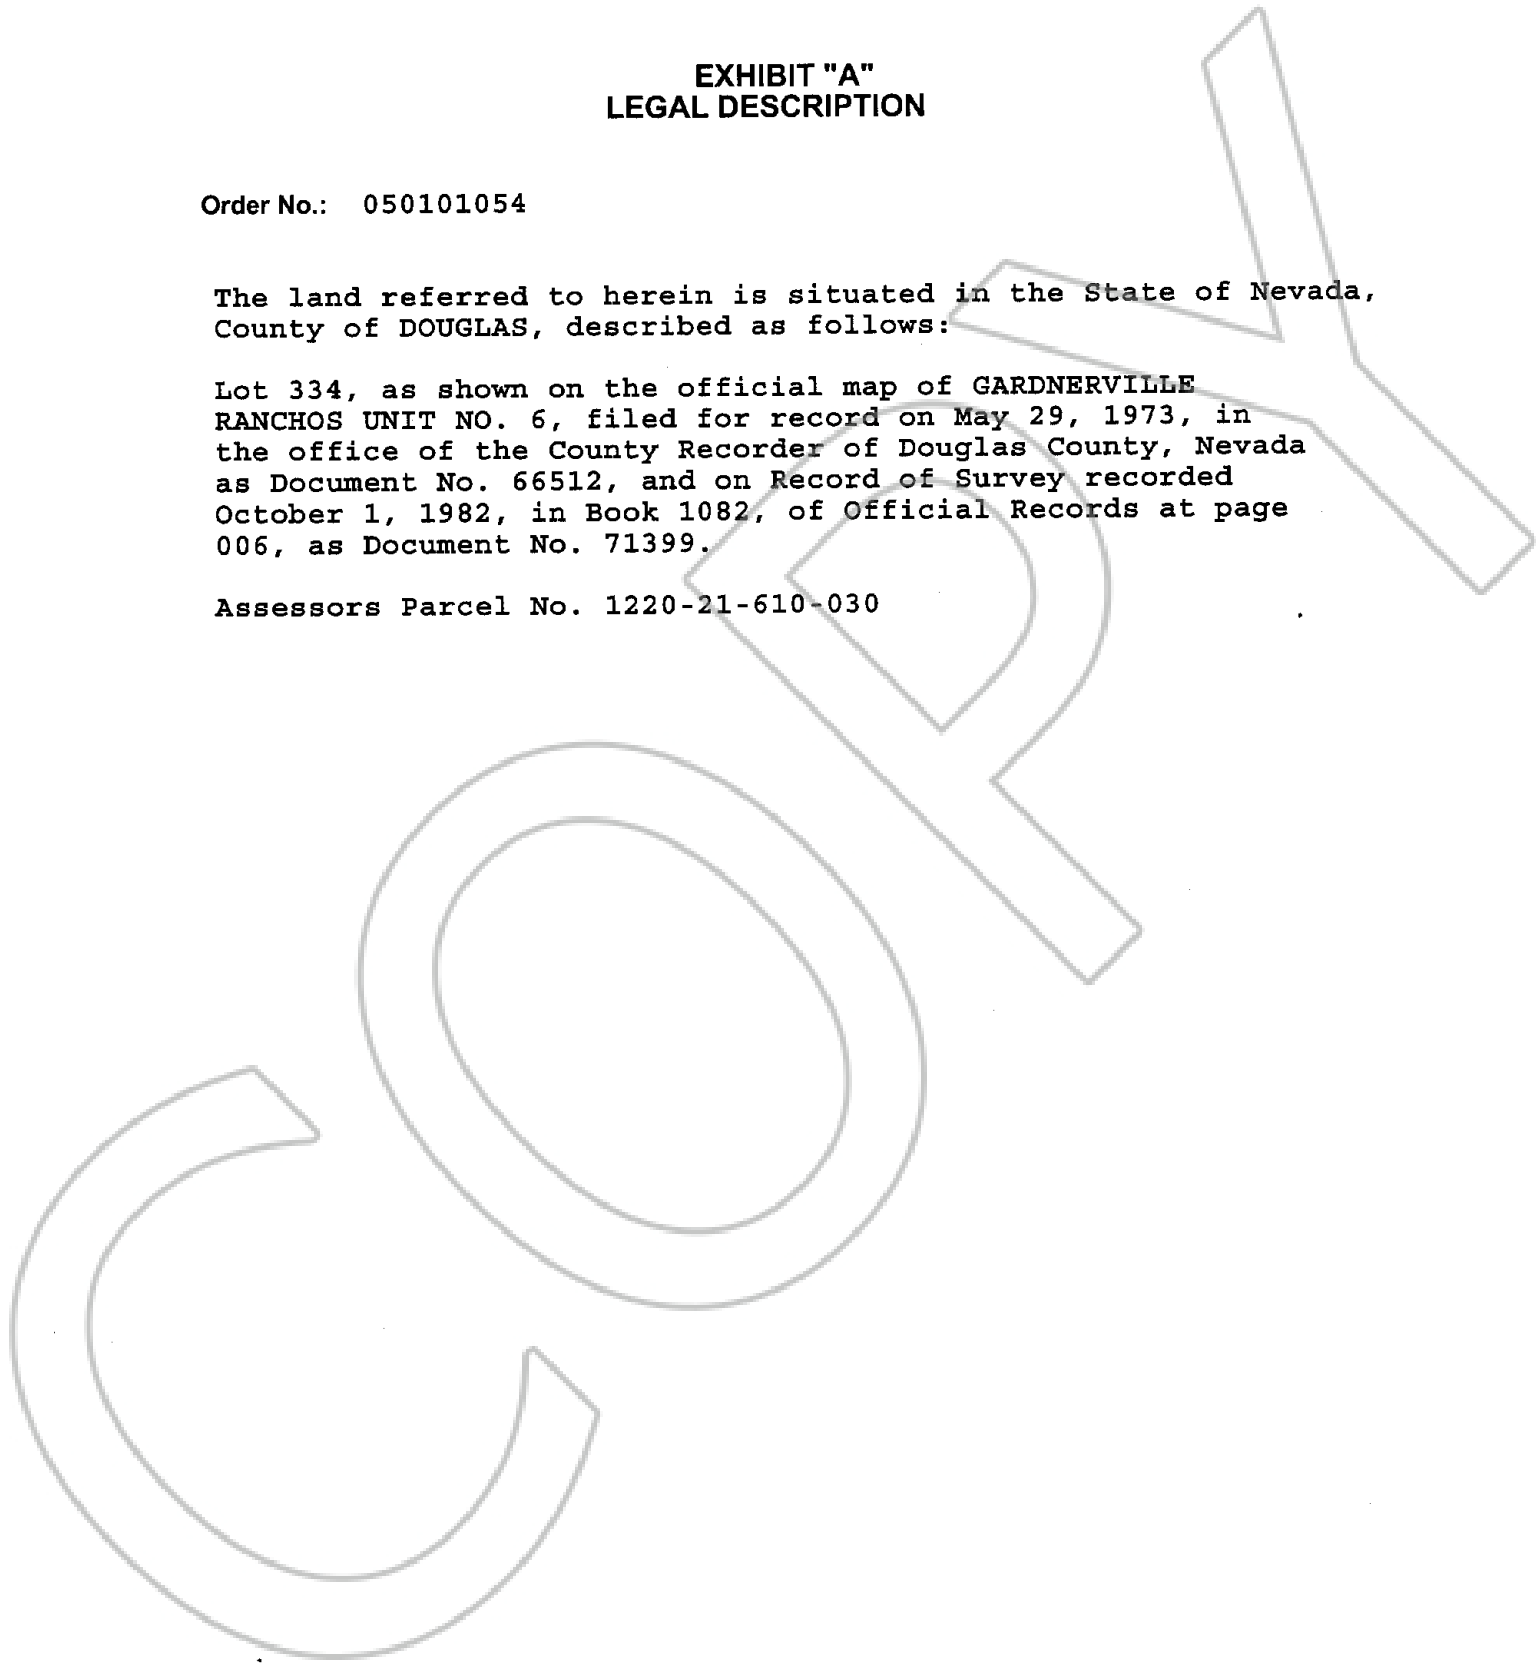 EXHIBIT "A"
LEGAL DESCRIPTION
Order No.: 050101054
The land referred to herein is situated in the State of Nevada,
County of DOUGLAS, described as follows:
Lot 334, as shown on the official map of GARDNERVILLE
RANCHOS UNIT NO. 6, filed for record on May 29, 1973, in
the office of the County Recorder of Douglas County, Nevada
as Document No. 66512, and on Record of Survey recorded
October 1, 1982, in Book 1082, of Official Records at page
006, as Document No. 71399.
Assessors Parcel No. 1220-21-610-030
COPY